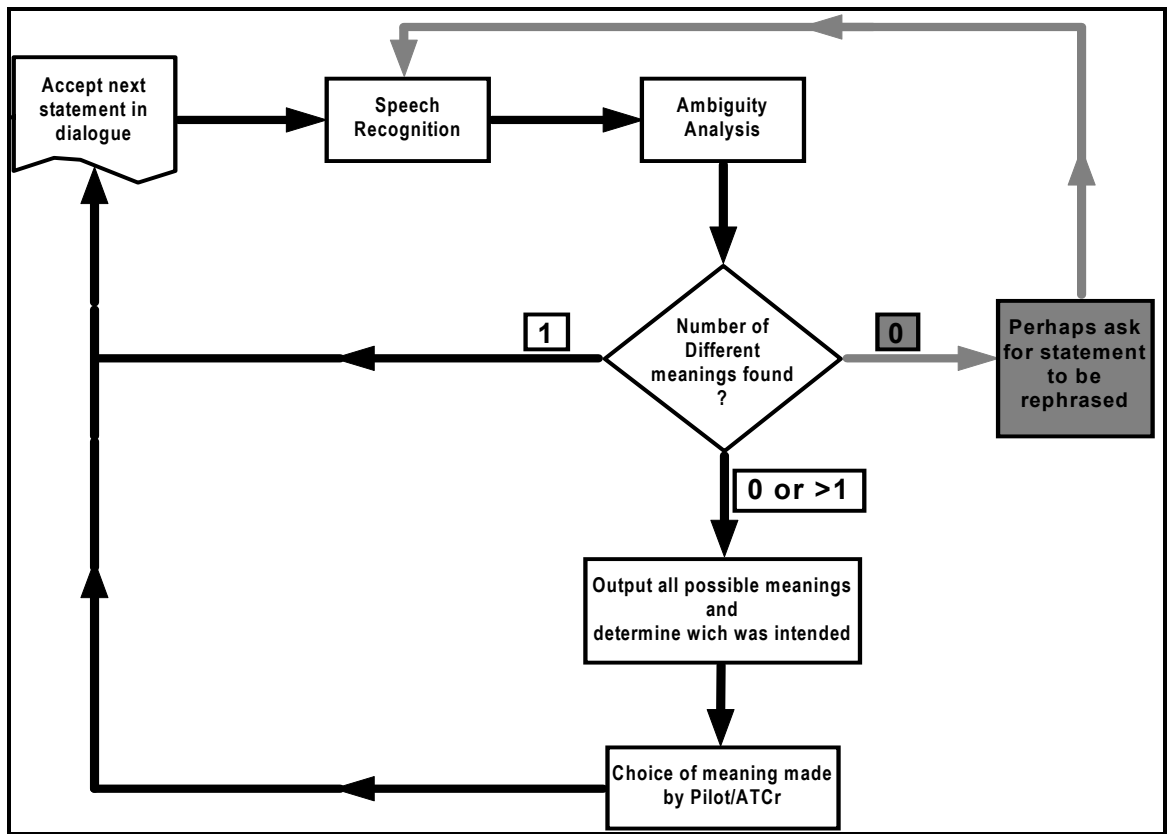 Accept next
statement in
dialogue
Speech
Recognition
Ambiguity
Analysis
Number of
Different
meanings found
?
1
0
Perhaps ask
for statement
to be
rephrased
0 or >1
Output all possible meanings
and
determine wich was intended
Choice of meaning made
by Pilot/ATCr